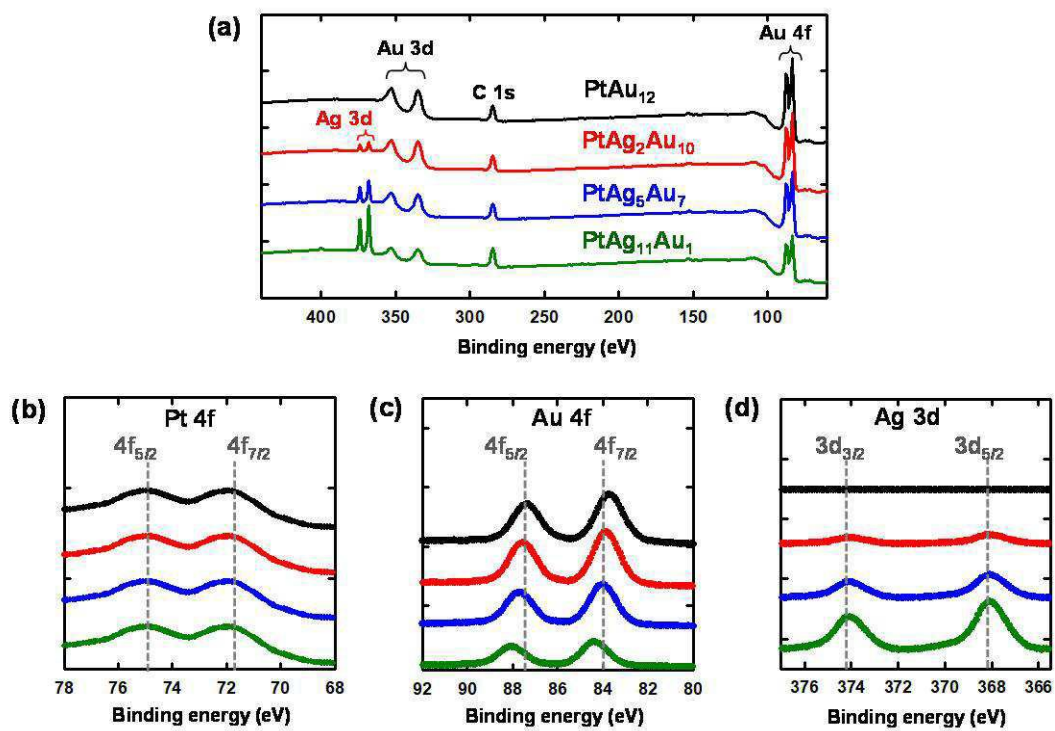 (a)
Au 3d
Au 4f
C 1s
PtAu₁₂
Ag 3d
PtAg₂Au₁₀
PtAg₅Au₇
PtAg₁₁Au₁
400 350 300 250 200 150 100
Binding energy (eV)
(b) Pt 4f
4f₅/₂ 4f₇/₂
78 76 74 72 70 68
Binding energy (eV)
(c) Au 4f
4f₅/₂ 4f₇/₂
92 90 88 86 84 82 80
Binding energy (eV)
(d) Ag 3d
3d₃/₂ 3d₅/₂
376 374 372 370 368 366
Binding energy (eV)